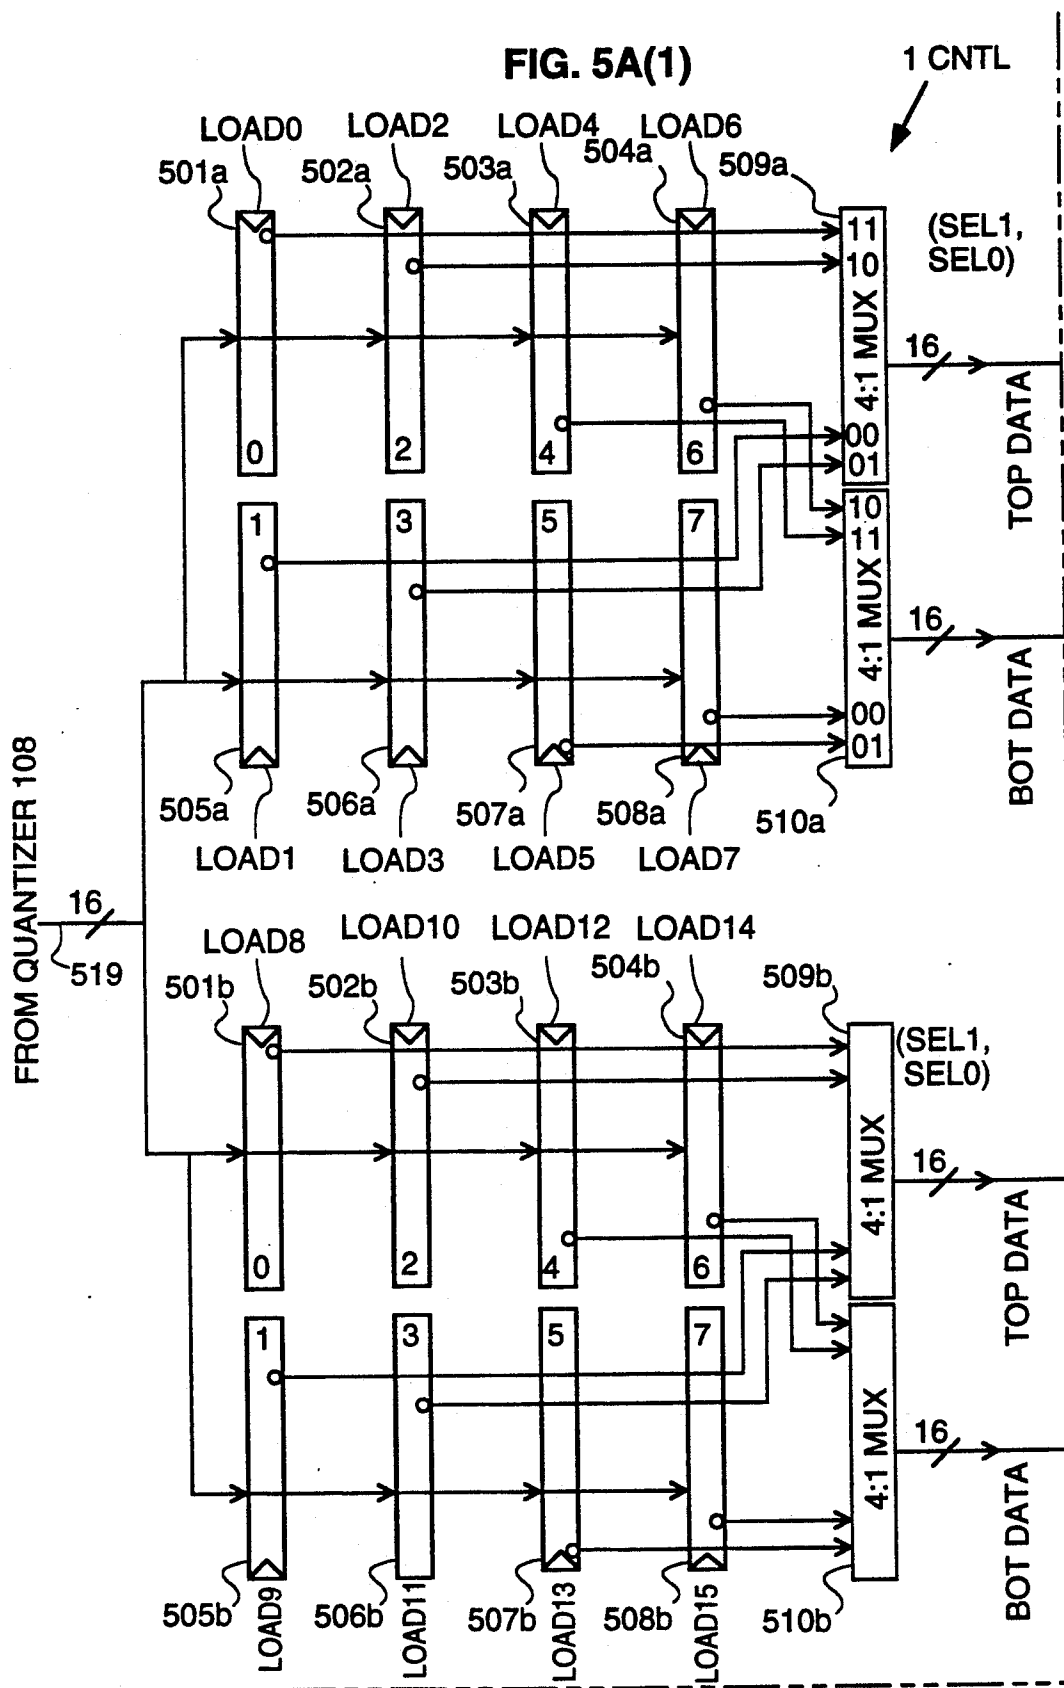 FIG. 5A(1)
1 CNTL
LOAD0
LOAD2
LOAD4
LOAD6
501a
502a
503a
504a
509a
11
10
4:1 MUX
00
01
(SEL1,
SEL0)
16
TOP DATA
0
2
4
6
1
3
5
7
10
11
4:1 MUX
00
01
16
BOT DATA
505a
506a
507a
508a
510a
LOAD1
LOAD3
LOAD5
LOAD7
FROM QUANTIZER 108
16
519
LOAD8
LOAD10
LOAD12
LOAD14
501b
502b
503b
504b
509b
(SEL1,
SEL0)
4:1 MUX
16
TOP DATA
0
2
4
6
1
3
5
7
4:1 MUX
16
BOT DATA
505b
LOAD9
506b
LOAD11
507b
LOAD13
508b
LOAD15
510b